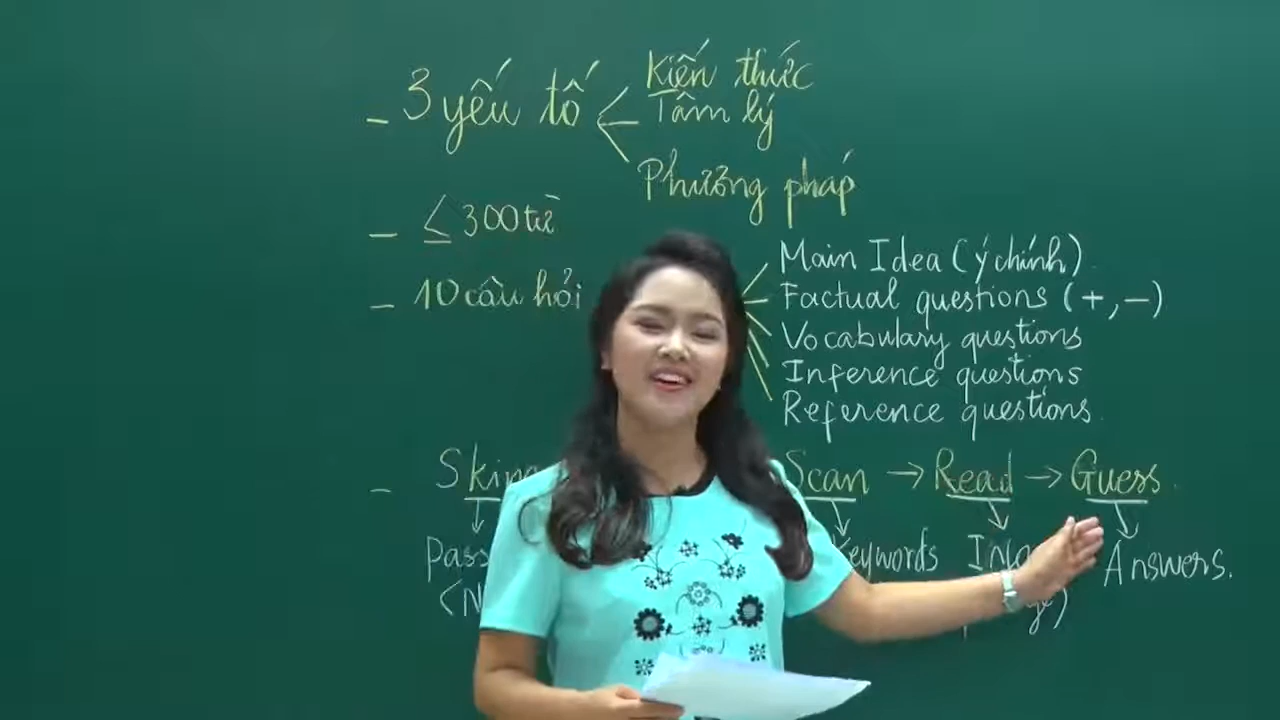 - 3 yếu tố
Kiến thức
Tâm lý
Phương pháp
- ≤ 300 từ
- 10 câu hỏi
Main Idea (ý chính)
Factual questions (+, -)
Vocabulary questions
Inference questions
Reference questions
- Scan → Read → Guess
Answers.